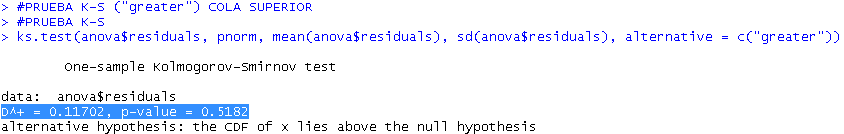 > #PRUEBA K-S ("greater") COLA SUPERIOR
> #PRUEBA K-S
> ks.test(anova$residuals, pnorm, mean(anova$residuals), sd(anova$residuals), alternative = c("greater"))
One-sample Kolmogorov-Smirnov test
data:  anova$residuals
D^+ = 0.11702, p-value = 0.5182
alternative hypothesis: the CDF of x lies above the null hypothesis